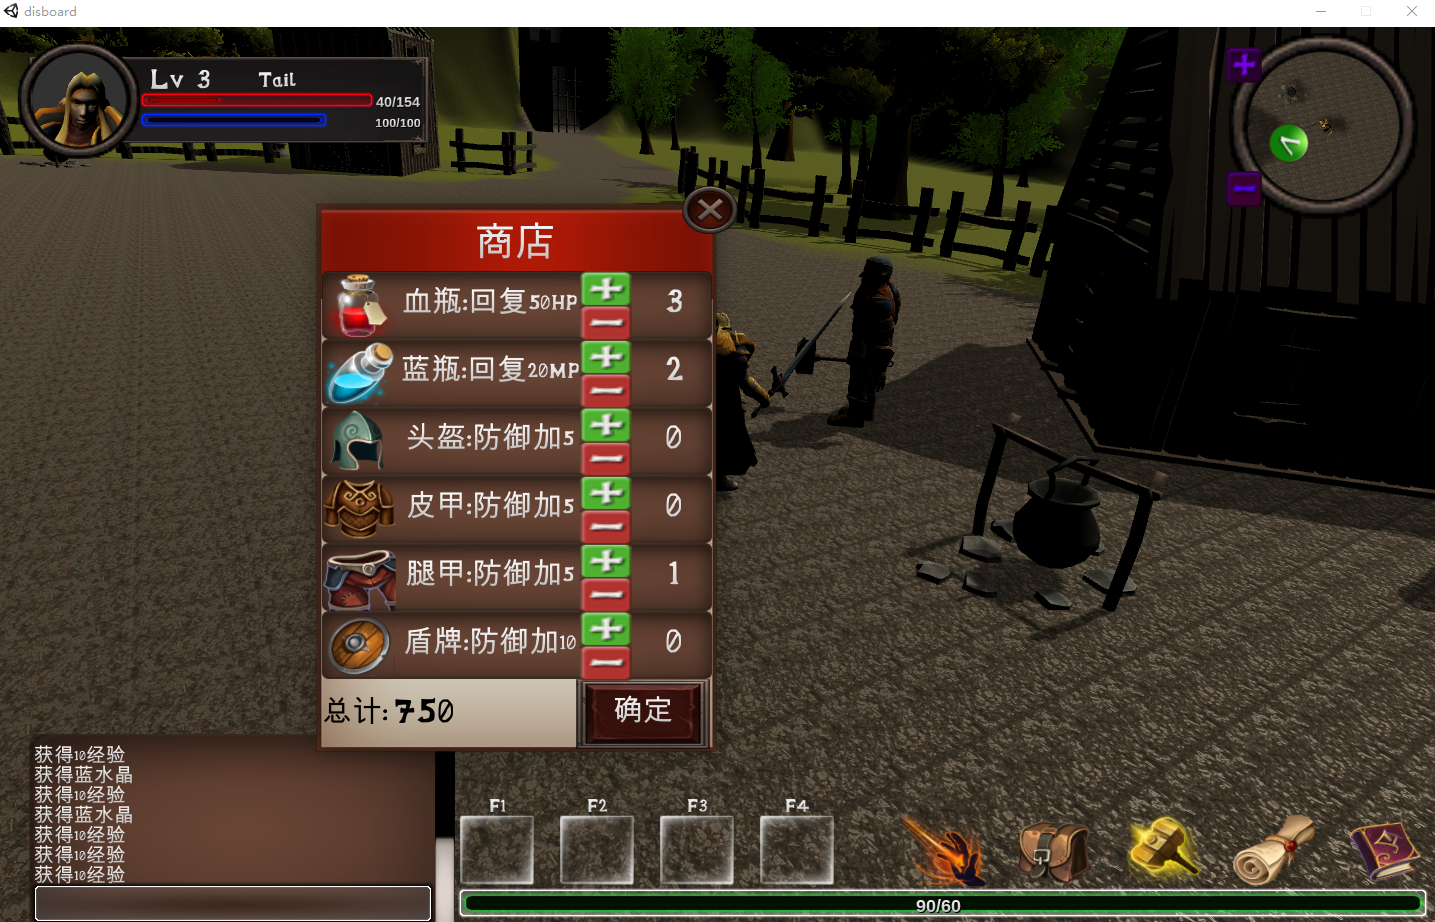 disboard
Lv 3 Tail
40/154
100/100
商店
血瓶:回复50HP 3
蓝瓶:回复20MP 2
头盔:防御加5 0
皮甲:防御加5 0
腿甲:防御加5 1
盾牌:防御加10 0
总计:750 确定
获得10经验
获得蓝水晶
获得10经验
获得蓝水晶
获得10经验
获得10经验
获得10经验
F1 F2 F3 F4
90/60